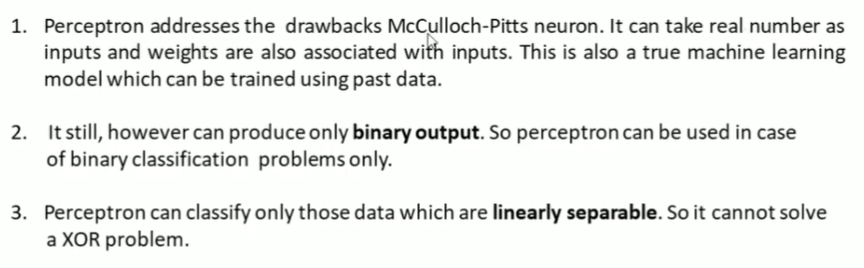 1. Perceptron addresses the drawbacks McCulloch-Pitts neuron. It can take real number as
inputs and weights are also associated with inputs. This is also a true machine learning
model which can be trained using past data.
2. It still, however can produce only binary output. So perceptron can be used in case
of binary classification problems only.
3. Perceptron can classify only those data which are linearly separable. So it cannot solve
a XOR problem.